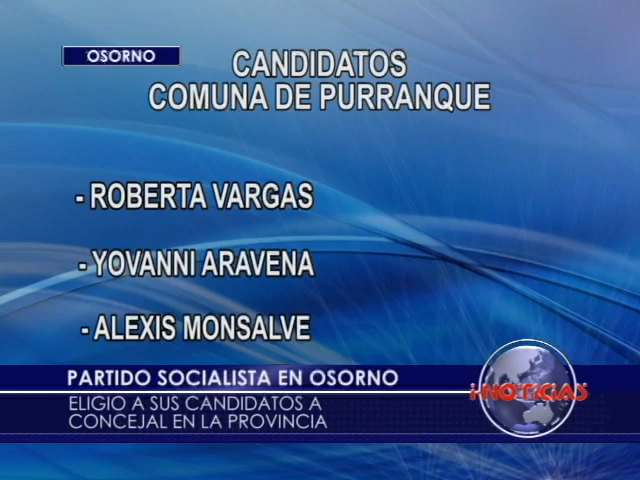 OSORNO
CANDIDATOS
COMUNA DE PURRANQUE
- ROBERTA VARGAS
- YOVANNI ARAVENA
- ALEXIS MONSALVE
PARTIDO SOCIALISTA EN OSORNO
ELIGIO A SUS CANDIDATOS A
CONCEJAL EN LA PROVINCIA
i-NOTICIAS